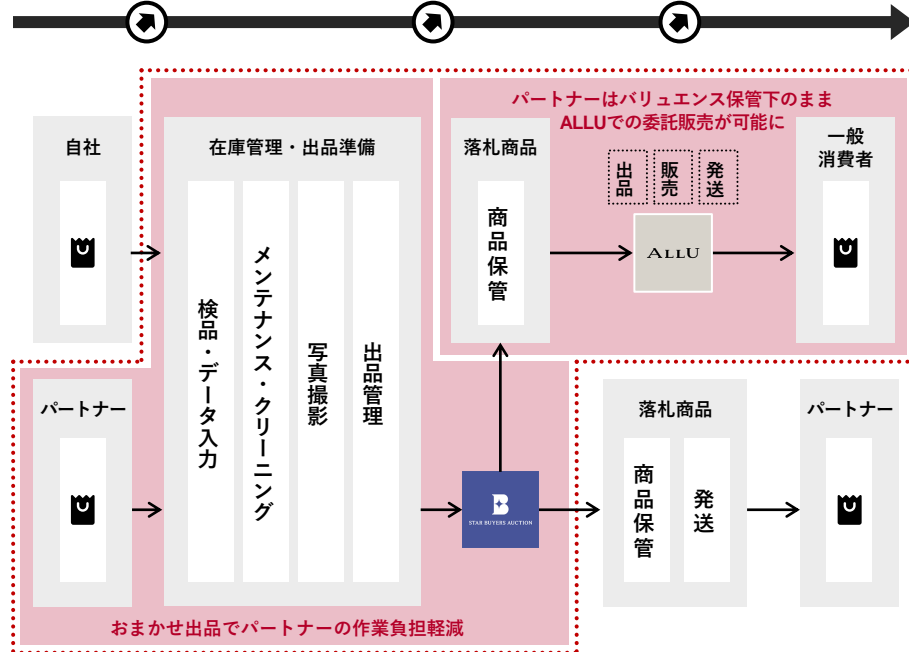 パートナーはバリュエンス保管下のまま
ALLUでの委託販売が可能に
自社
在庫管理・出品準備
検品・データ入力
メンテナンス・クリーニング
写真撮影
出品管理
落札商品
商品保管
出品
販売
発送
ALLU
一般
消費者
パートナー
B
STAR BUYERS AUCTION
落札商品
商品保管
発送
パートナー
おまかせ出品でパートナーの作業負担軽減